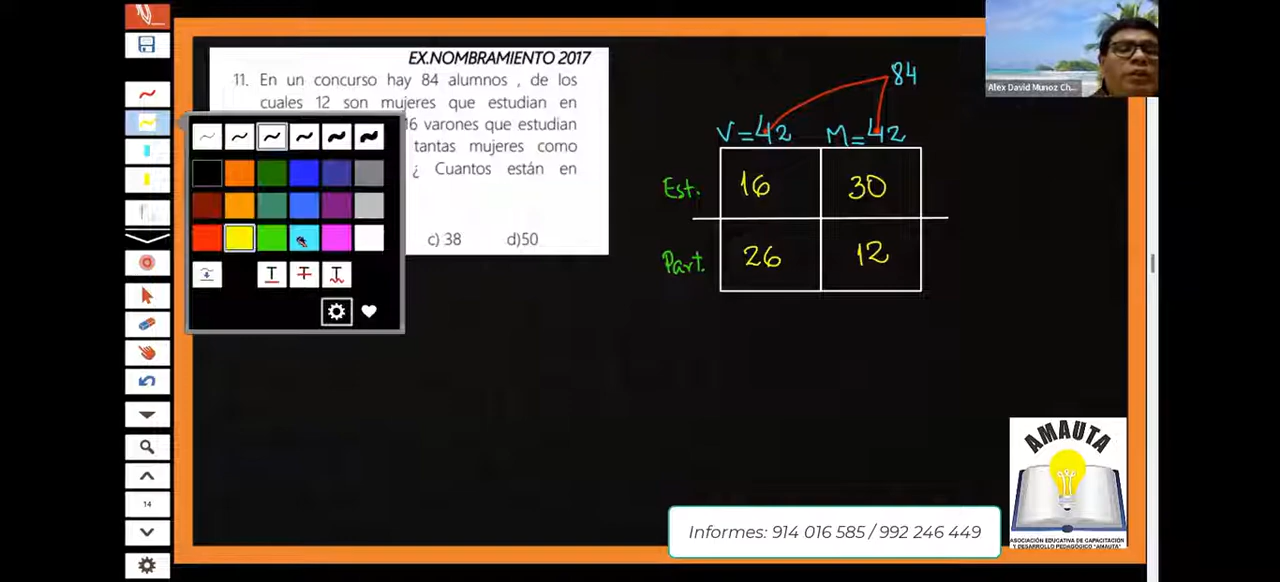 EX.NOMBRAMIENTO 2017
11. En un concurso hay 84 alumnos , de los
cuales 12 son mujeres que estudian en
16 varones que estudian
tantas mujeres como
¿ Cuantos están en
c) 38 d)50
84
V=42 M=42
Est. 16 30
Part. 26 12
Alex David Munoz Ch...
14
AMAUTA
ASOCIACIÓN EDUCATIVA DE CAPACITACIÓN
Y DESARROLLO PEDAGÓGICO "AMAUTA"
Informes: 914 016 585 / 992 246 449